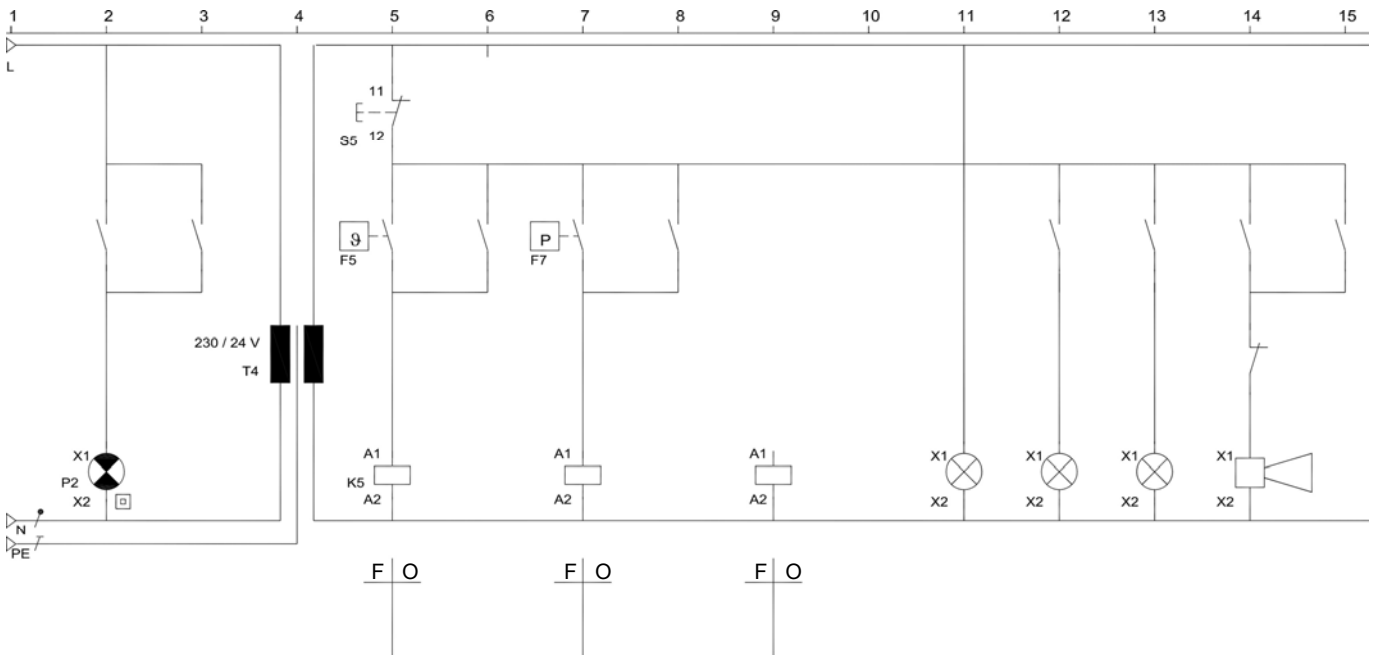 1 2 3 4 5 6 7 8 9 10 11 12 13 14 15
L
11
S5 12
ϑ P
F5 F7
230 / 24 V
T4
X1 A1 A1 A1 X1 X1 X1 X1
P2 K5
X2 A2 A2 A2 X2 X2 X2 X2
N
PE
F O F O F O